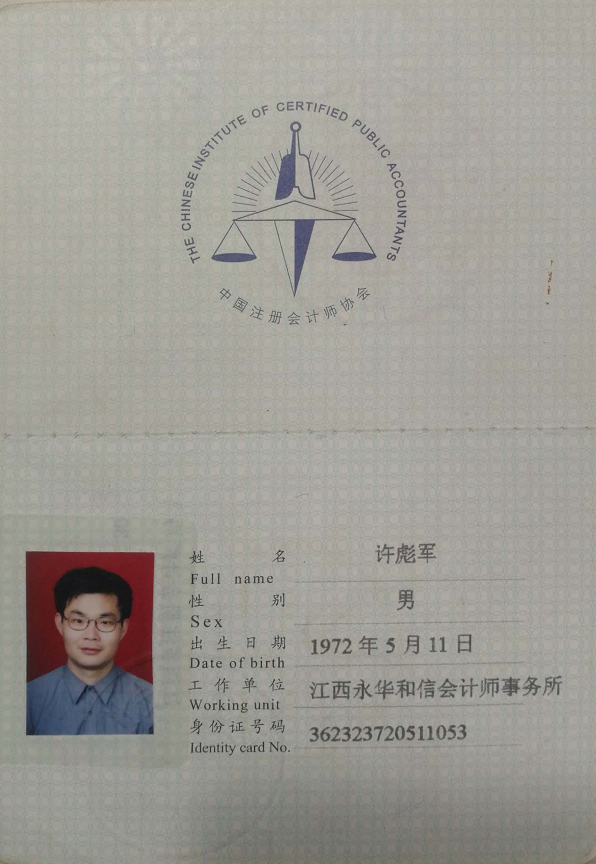 THE CHINESE INSTITUTE OF CERTIFIED PUBLIC ACCOUNTANTS
中国注册会计师协会
姓名 许彪军
Full name
性别 男
Sex
出生日期 1972年5月11日
Date of birth
工作单位 江西永华和信会计师事务所
Working unit
身份证号码 362323720511053
Identity card No.